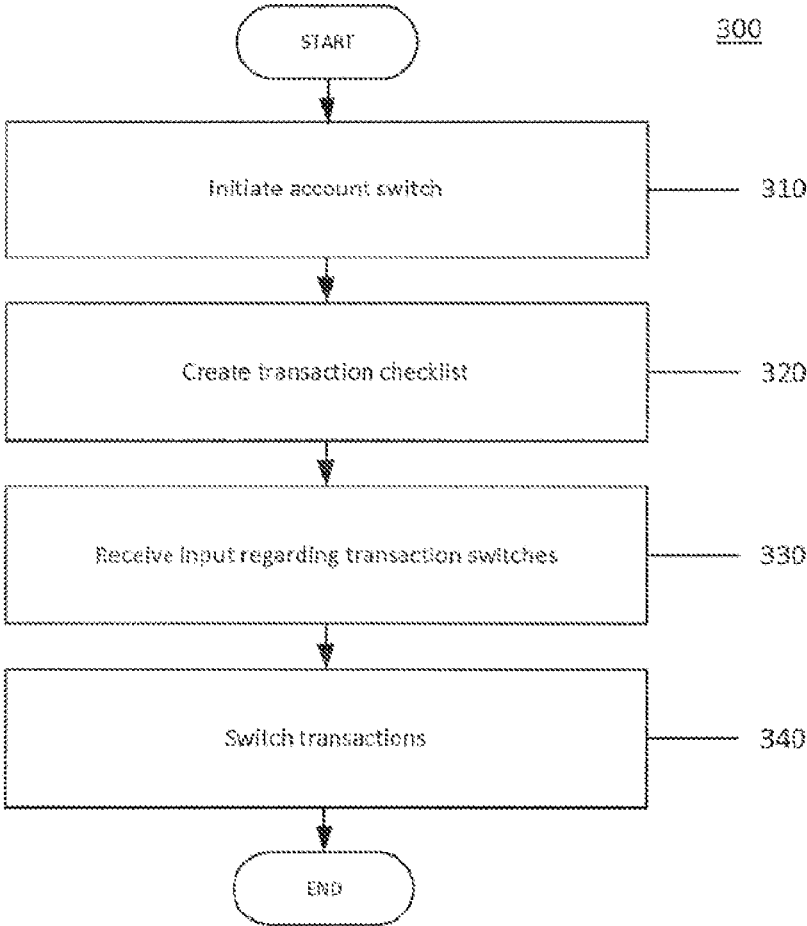 START
300
Initiate account switch
310
Create transaction checklist
320
Receive input regarding transaction switches
330
Switch transactions
340
END